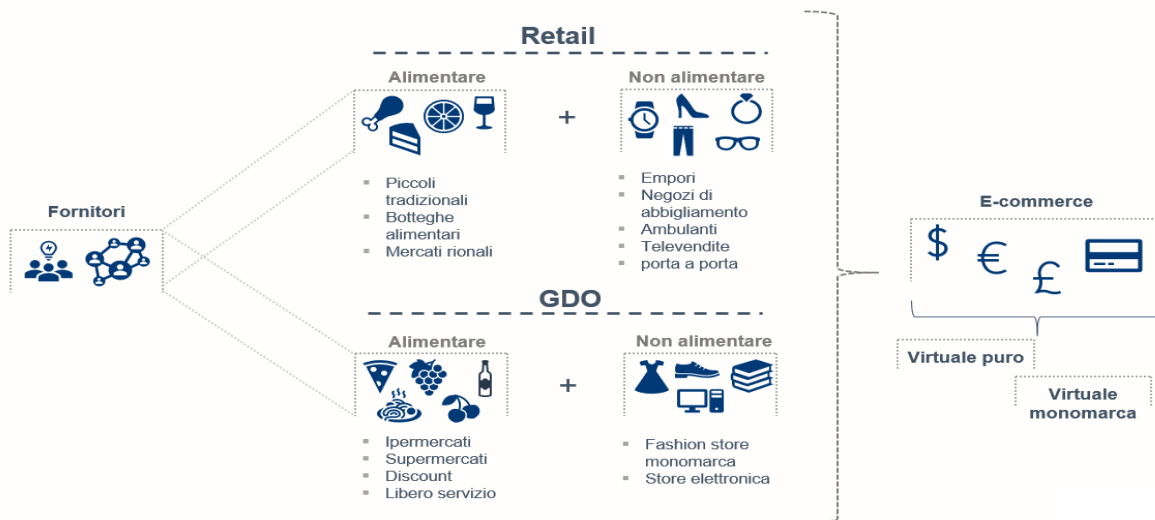 Retail
Alimentare
Non alimentare
+
Piccoli
tradizionali
Botteghe
alimentari
Mercati rionali
Empori
Negozi di
abbigliamento
Ambulanti
Televendite
porta a porta
Fornitori
E-commerce
$
€
£
GDO
Alimentare
Non alimentare
+
Ipermercati
Supermercati
Discount
Libero servizio
Fashion store
monomarca
Store elettronica
Virtuale puro
Virtuale
monomarca